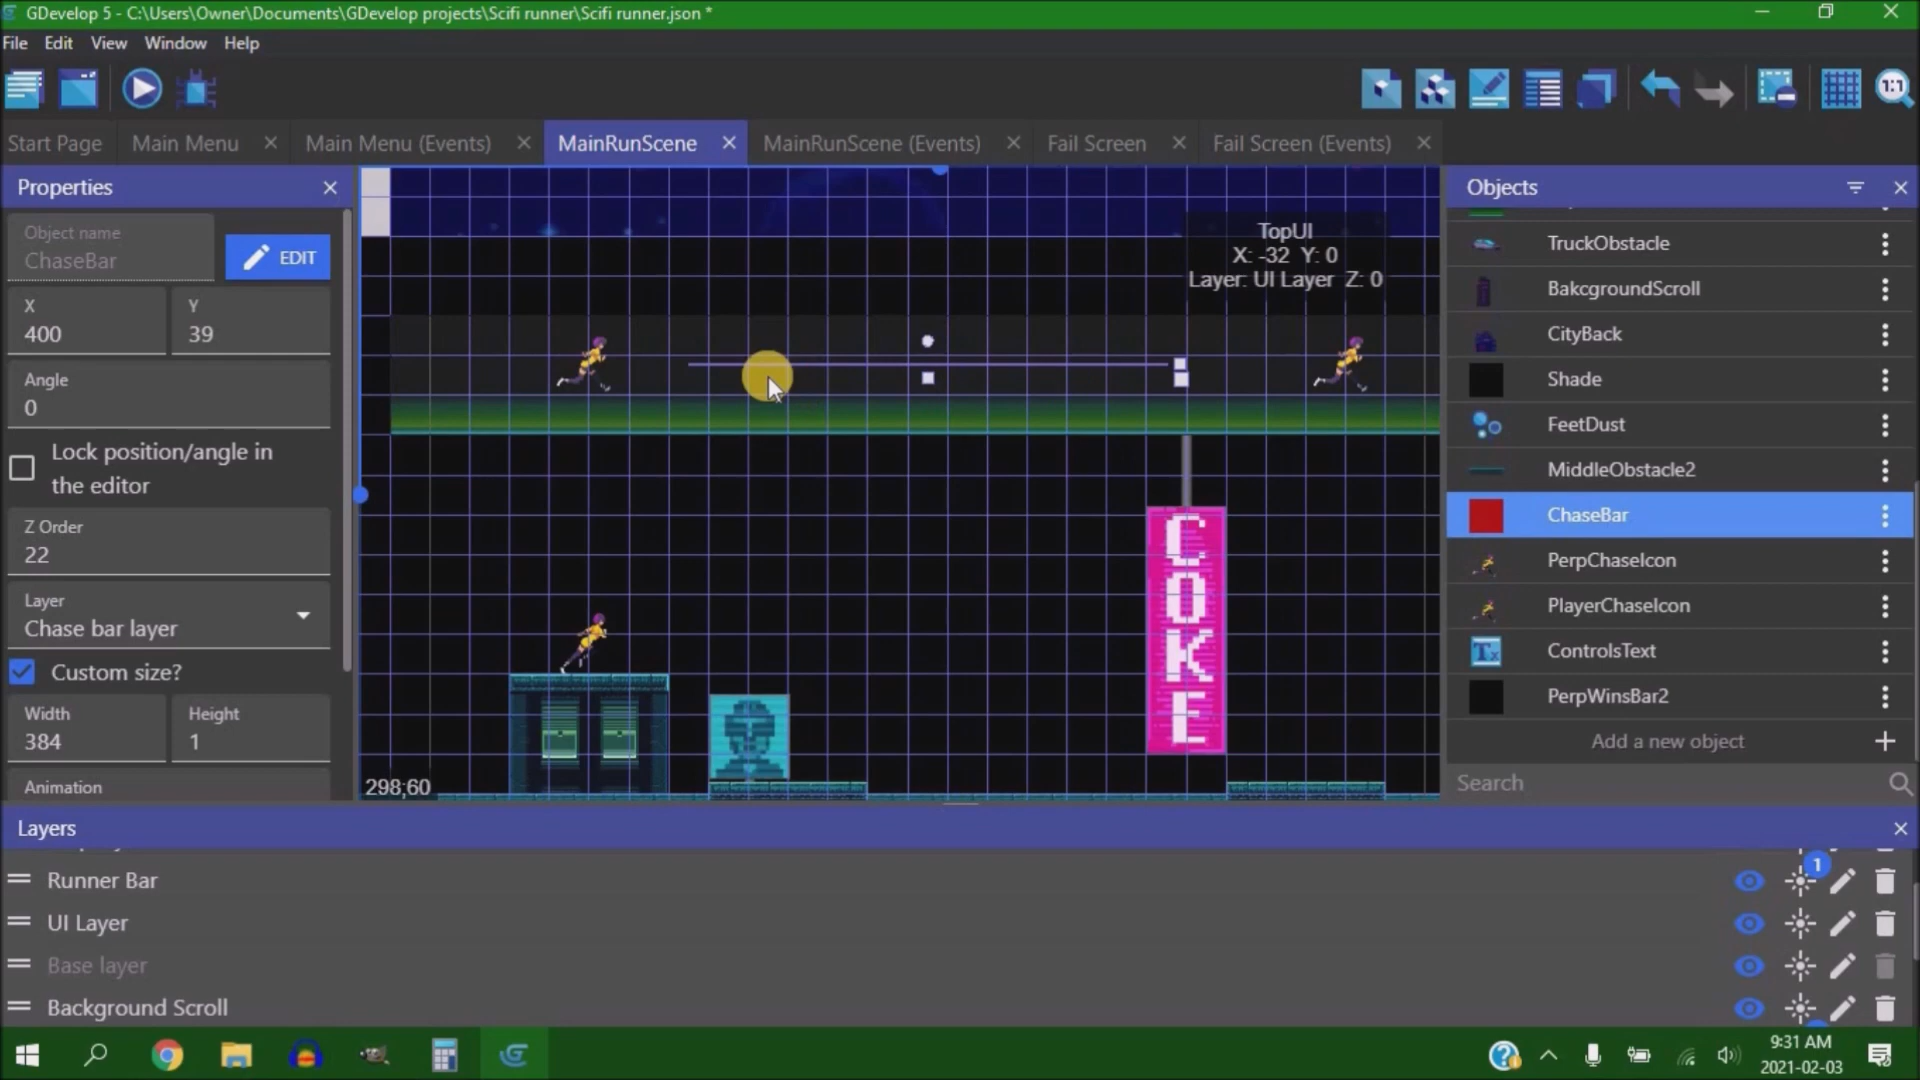 GDevelop 5 - C:\Users\Owner\Documents\GDevelop projects\Scifi runner\Scifi runner.json *
File Edit View Window Help
1:1
Start Page Main Menu Main Menu (Events) MainRunScene MainRunScene (Events) Fail Screen Fail Screen (Events)
Properties
Object name
ChaseBar
EDIT
X
400
Y
39
Angle
0
Lock position/angle in
the editor
Z Order
22
Layer
Chase bar layer
Custom size?
Width
384
Height
1
Animation
TopUI
X: -32 Y: 0
Layer: UI Layer Z: 0
COKE
298;60
Objects
TruckObstacle
BakcgroundScroll
CityBack
Shade
FeetDust
MiddleObstacle2
ChaseBar
PerpChaseIcon
PlayerChaseIcon
Tx
ControlsText
PerpWinsBar2
Add a new object
Search
Layers
Runner Bar
1
UI Layer
Base layer
Background Scroll
9:31 AM
2021-02-03